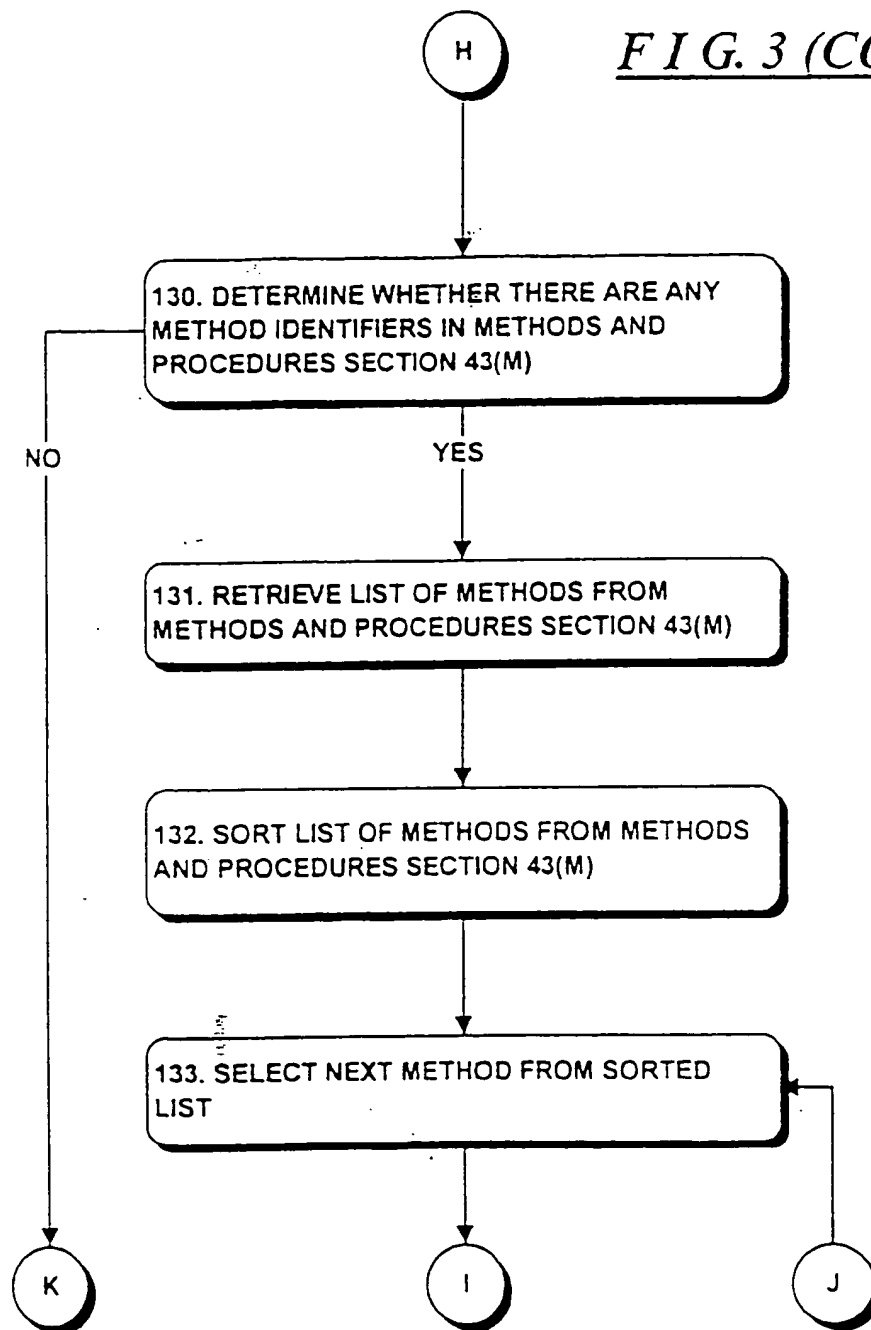 H
F I G. 3 (C
130. DETERMINE WHETHER THERE ARE ANY
METHOD IDENTIFIERS IN METHODS AND
PROCEDURES SECTION 43(M)
NO
YES
131. RETRIEVE LIST OF METHODS FROM
METHODS AND PROCEDURES SECTION 43(M)
132. SORT LIST OF METHODS FROM METHODS
AND PROCEDURES SECTION 43(M)
133. SELECT NEXT METHOD FROM SORTED
LIST
K
I
J